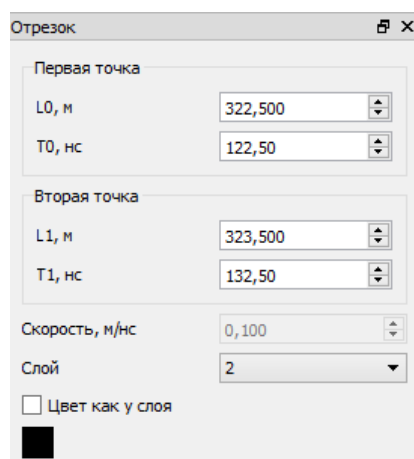 Отрезок
Первая точка
L0, м 322,500
T0, нс 122,50
Вторая точка
L1, м 323,500
T1, нс 132,50
Скорость, м/нс 0,100
Слой 2
Цвет как у слоя